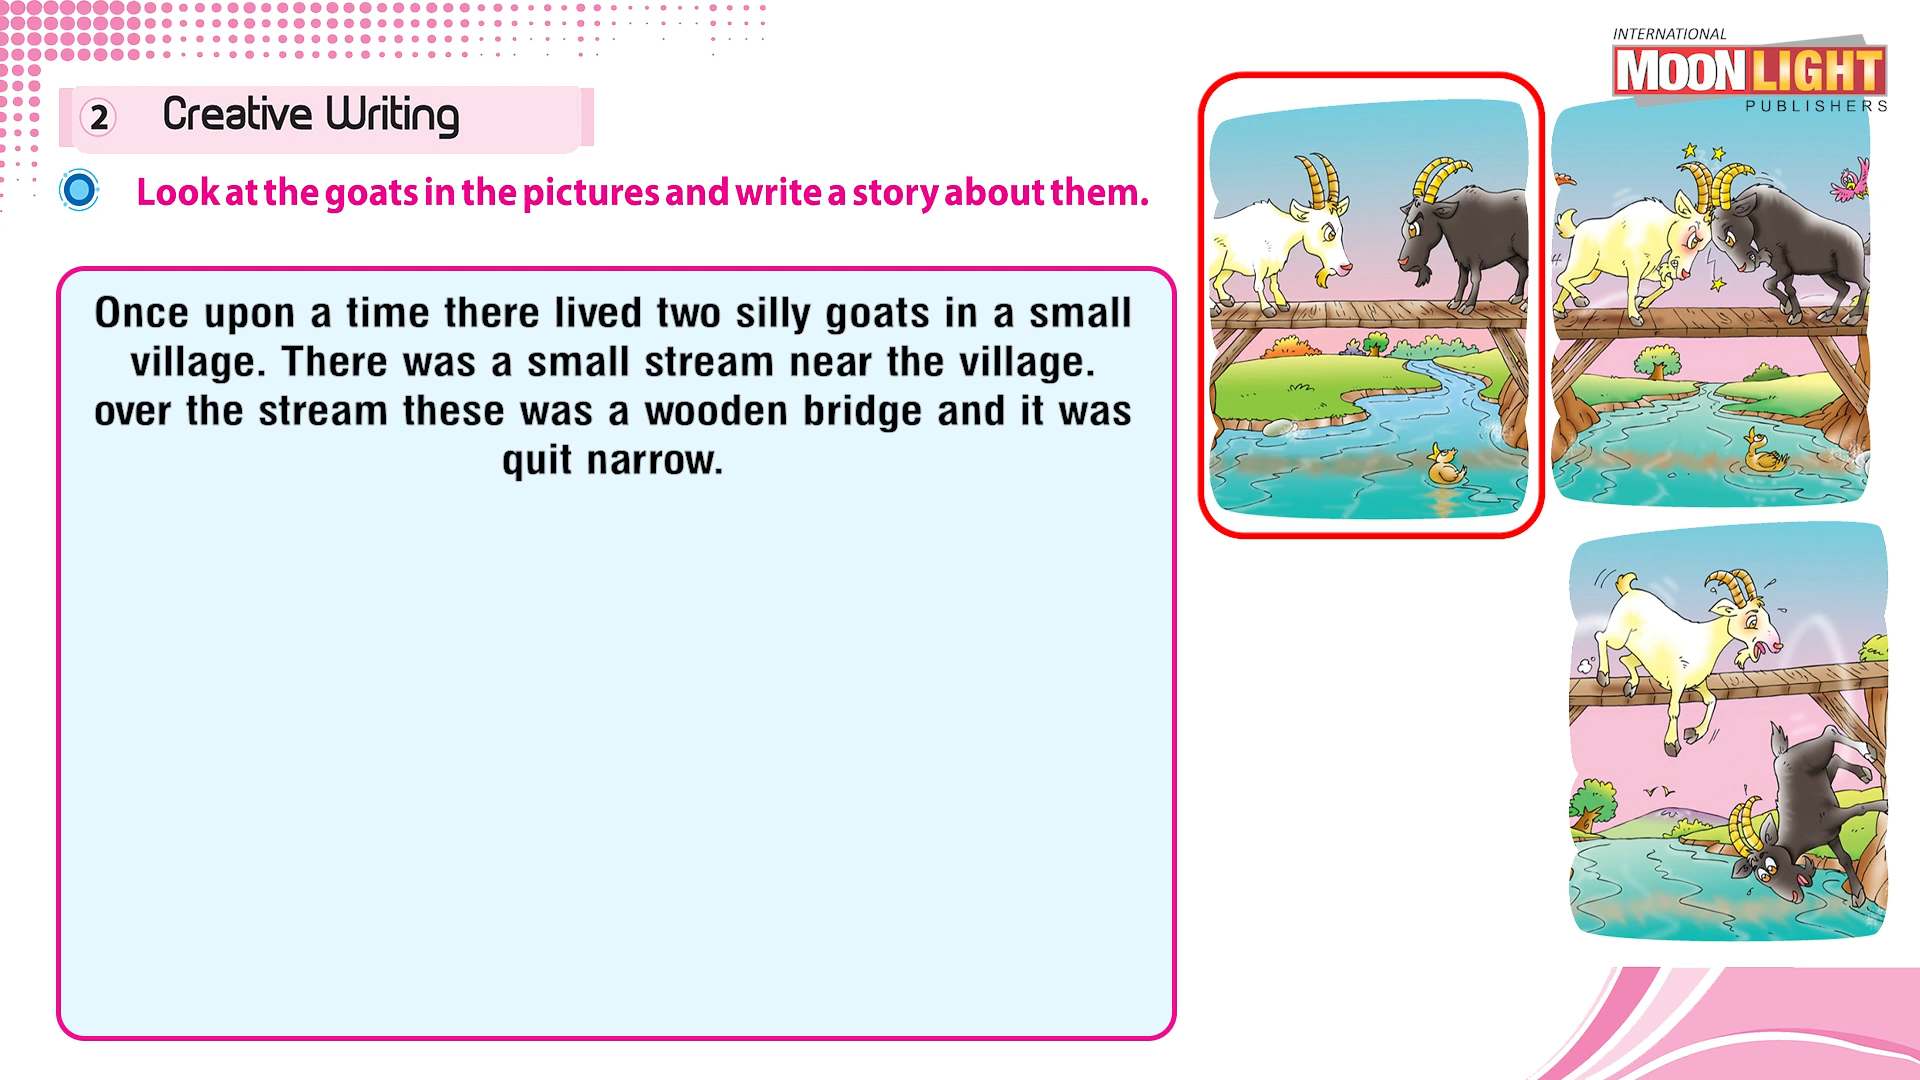 INTERNATIONAL
MOONLIGHT
PUBLISHERS
2 Creative Writing
Look at the goats in the pictures and write a story about them.
Once upon a time there lived two silly goats in a small
village. There was a small stream near the village.
over the stream these was a wooden bridge and it was
quit narrow.